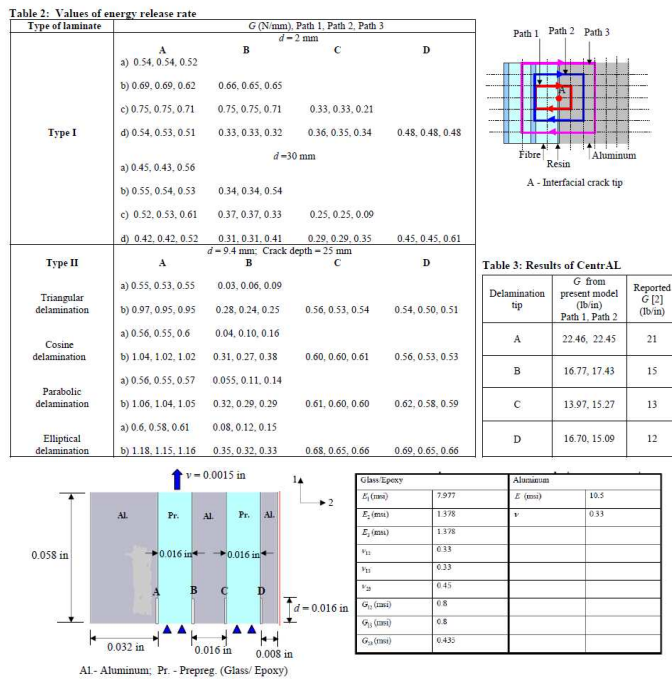 Table 2: Values of energy release rate
Type of laminate G (N/mm), Path 1, Path 2, Path 3
d = 2 mm
A B C D
a) 0.54, 0.54, 0.52
b) 0.69, 0.69, 0.62 0.66, 0.65, 0.65
c) 0.75, 0.75, 0.71 0.75, 0.75, 0.71 0.33, 0.33, 0.21
Type I d) 0.54, 0.53, 0.51 0.33, 0.33, 0.32 0.36, 0.35, 0.34 0.48, 0.48, 0.48
d =30 mm
a) 0.45, 0.43, 0.56
b) 0.55, 0.54, 0.53 0.34, 0.34, 0.54
c) 0.52, 0.53, 0.61 0.37, 0.37, 0.33 0.25, 0.25, 0.09
d) 0.42, 0.42, 0.52 0.31, 0.31, 0.41 0.29, 0.29, 0.35 0.45, 0.45, 0.61
d = 9.4 mm; Crack depth = 25 mm
Type II A B C D
a) 0.55, 0.53, 0.55 0.03, 0.06, 0.09
Triangular
delamination b) 0.97, 0.95, 0.95 0.28, 0.24, 0.25 0.56, 0.53, 0.54 0.54, 0.50, 0.51
a) 0.56, 0.55, 0.6 0.04, 0.10, 0.16
Cosine
delamination b) 1.04, 1.02, 1.02 0.31, 0.27, 0.38 0.60, 0.60, 0.61 0.56, 0.53, 0.53
a) 0.56, 0.55, 0.57 0.055, 0.11, 0.14
Parabolic
delamination b) 1.06, 1.04, 1.05 0.32, 0.29, 0.29 0.61, 0.60, 0.60 0.62, 0.58, 0.59
a) 0.6, 0.58, 0.61 0.08, 0.12, 0.15
Elliptical
delamination b) 1.18, 1.15, 1.16 0.35, 0.32, 0.33 0.68, 0.65, 0.66 0.69, 0.65, 0.66
Path 1 Path 2 Path 3
A
Fibre Aluminum
Resin
A - Interfacial crack tip
Table 3: Results of CentrAL
Delamination tip
G from present model (lb/in) Path 1, Path 2
Reported G [2] (lb/in)
A 22.46, 22.45 21
B 16.77, 17.43 15
C 13.97, 15.27 13
D 16.70, 15.09 12
v = 0.0015 in
1
2
Al. Pr. Al. Pr. Al.
0.058 in
0.016 in 0.016 in
A B C D
d = 0.016 in
0.032 in 0.016 in 0.008 in
Al.- Aluminum; Pr. - Prepreg. (Glass/ Epoxy)
Glass/Epoxy Aluminum
E1 (msi) 7.977 E (msi) 10.5
E2 (msi) 1.378 ν 0.33
E3 (msi) 1.378
ν12 0.33
ν13 0.33
ν23 0.45
G12 (msi) 0.8
G13 (msi) 0.8
G23 (msi) 0.435